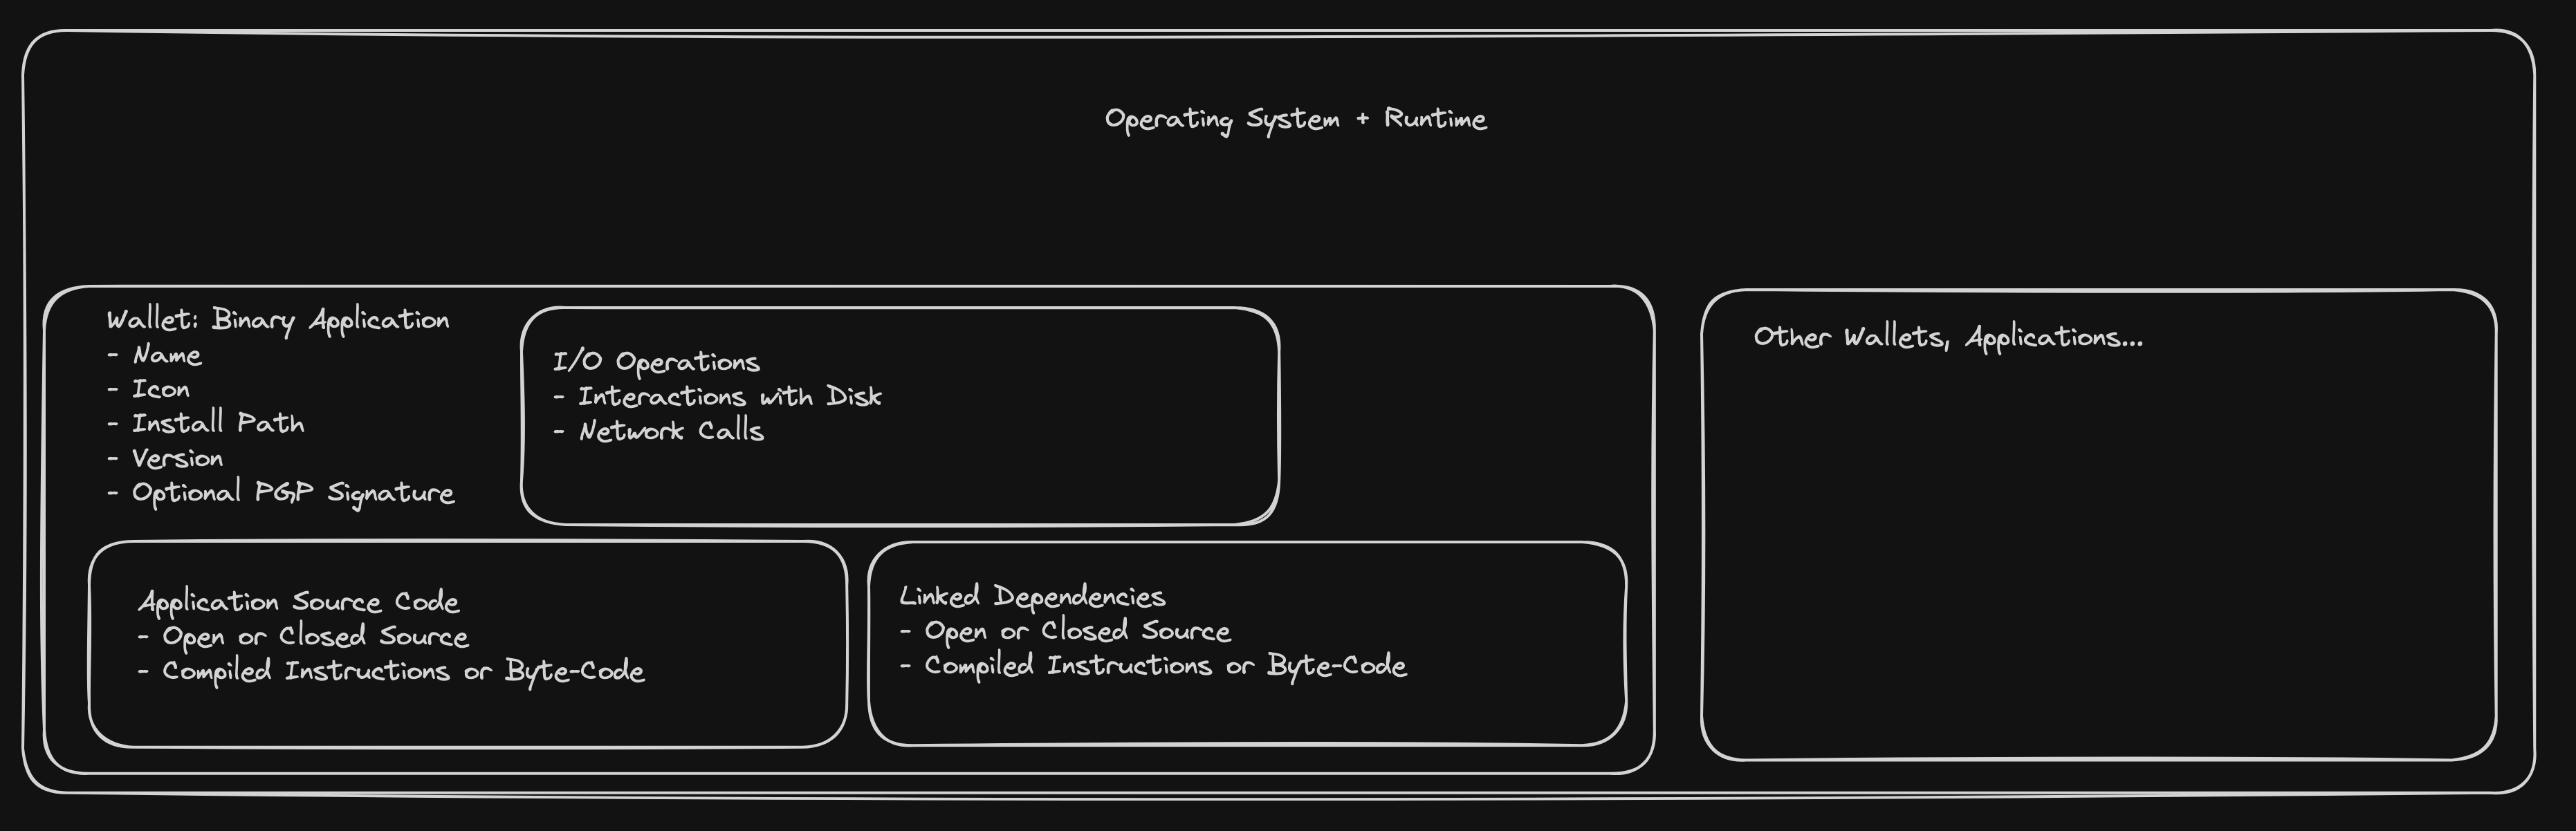 Operating System + Runtime
Wallet: Binary Application
- Name
- Icon
- Install Path
- Version
- Optional PGP Signature
I/O Operations
- Interactions with Disk
- Network Calls
Application Source Code
- Open or Closed Source
- Compiled Instructions or Byte-Code
Linked Dependencies
- Open or Closed Source
- Compiled Instructions or Byte-Code
Other Wallets, Applications...